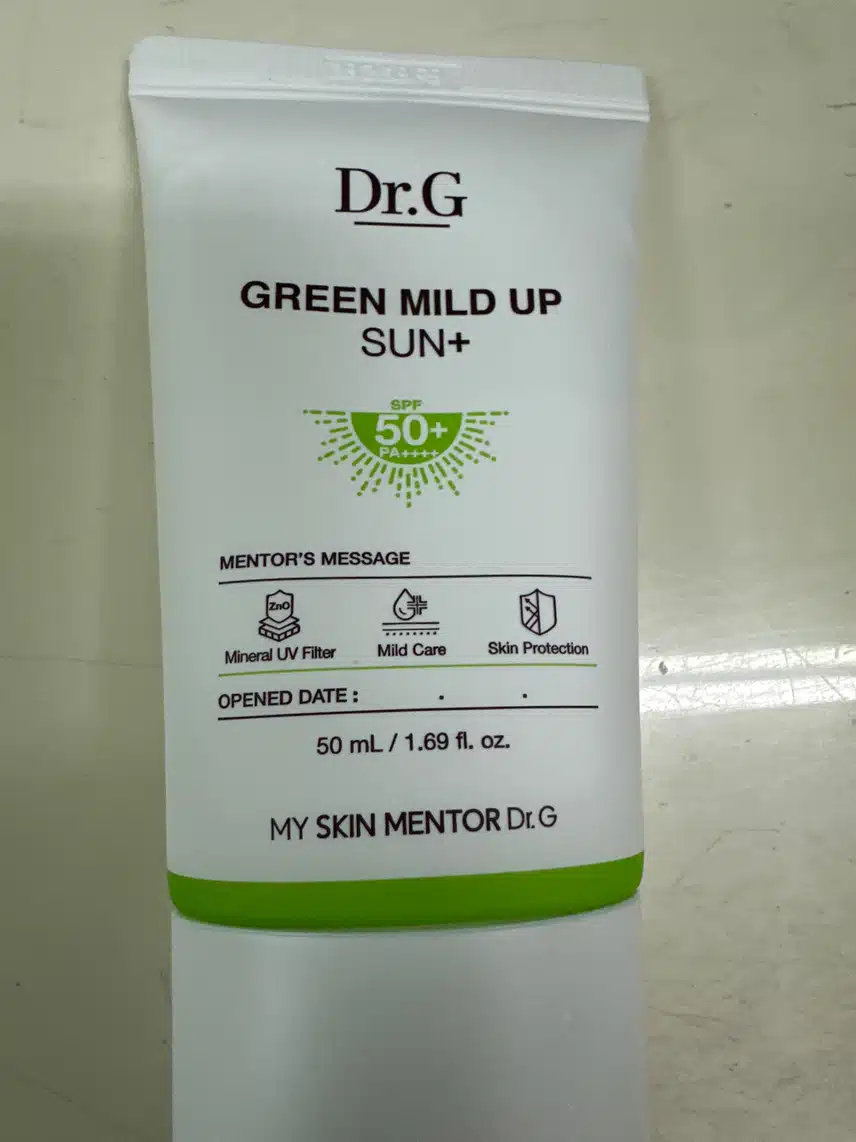 Dr.G
GREEN MILD UP
SUN+
SPF
50+
PA++++
MENTOR'S MESSAGE
ZnO
Mineral UV Filter Mild Care Skin Protection
OPENED DATE : . .
50 mL / 1.69 fl. oz.
MY SKIN MENTOR Dr.G